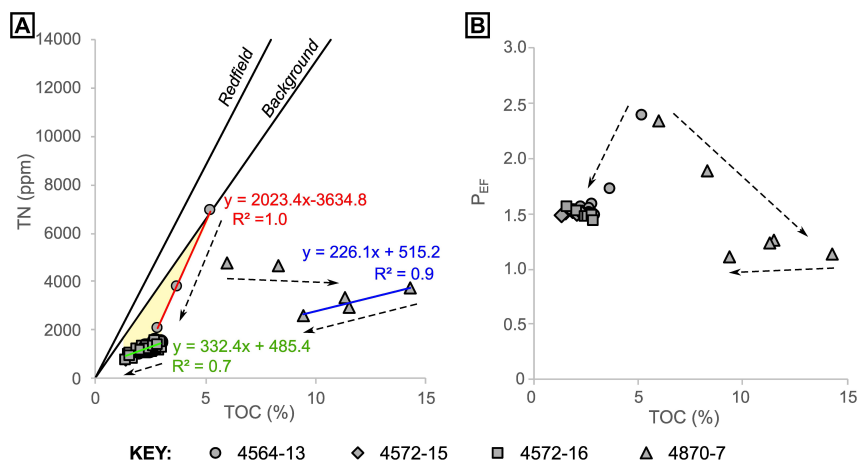 A
14000
12000
10000
8000
6000
4000
2000
0
TN (ppm)
Redfield
Background
y = 2023.4x-3634.8
R² =1.0
y = 226.1x + 515.2
R² = 0.9
y = 332.4x + 485.4
R² = 0.7
0 5 10 15
TOC (%)
B
3.0
2.5
2.0
1.5
1.0
0.5
0
PEF
0 5 10 15
TOC (%)
KEY: 4564-13 4572-15 4572-16 4870-7